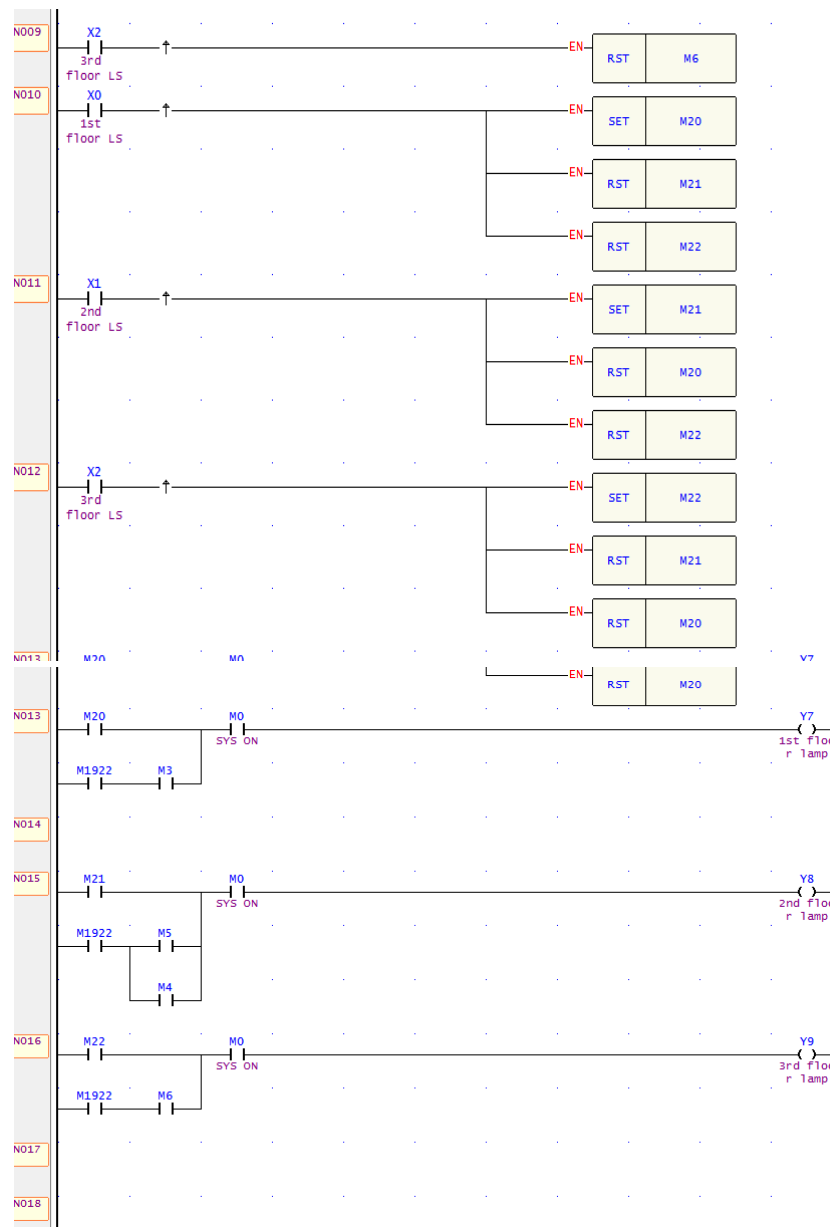 N009
X2
3rd
floor LS
EN
RST M6
N010
X0
1st
floor LS
EN
SET M20
EN
RST M21
EN
RST M22
N011
X1
2nd
floor LS
EN
SET M21
EN
RST M20
EN
RST M22
N012
X2
3rd
floor LS
EN
SET M22
EN
RST M21
EN
RST M20
N013 M20 M0 Y7
EN
RST M20
N013 M20 M0 Y7
SYS ON 1st floo
r lamp
M1922 M3
N014
N015 M21 M0 Y8
SYS ON 2nd floo
r lamp
M1922 M5
M4
N016 M22 M0 Y9
SYS ON 3rd floo
r lamp
M1922 M6
N017
N018